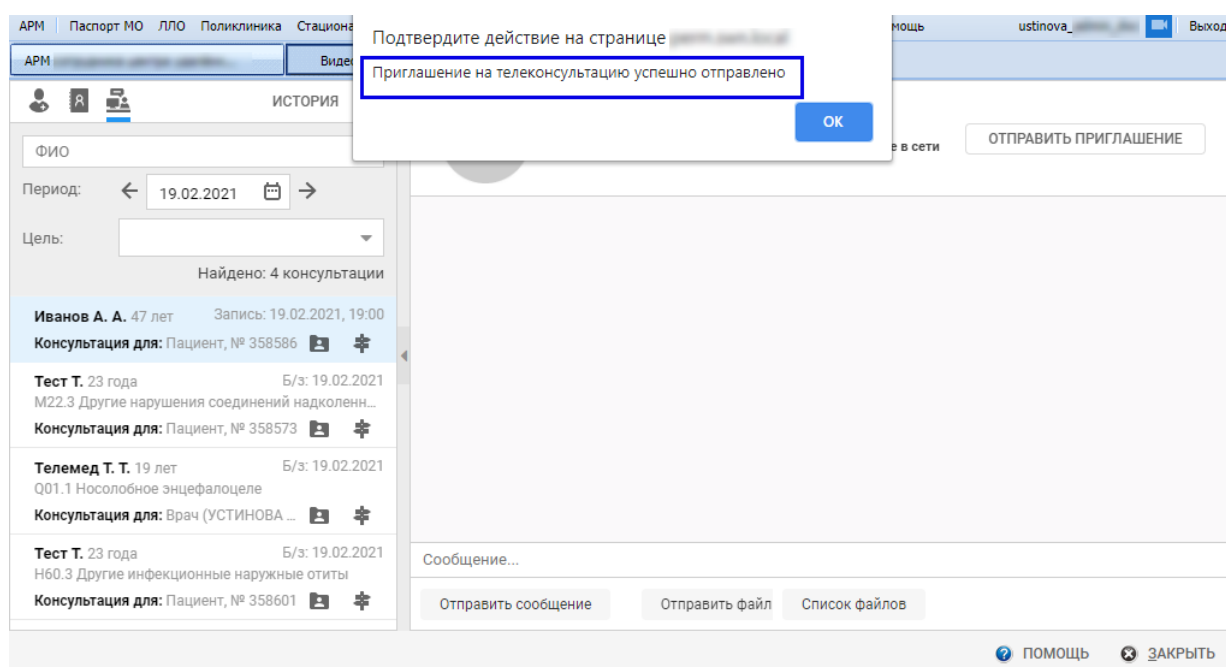 АРМ Паспорт МО ЛЛО Поликлиника Стациона
мощь ustinova_ Выход
АРМ Видео
Подтвердите действие на странице
Приглашение на телеконсультацию успешно отправлено
ОК
ИСТОРИЯ
е в сети ОТПРАВИТЬ ПРИГЛАШЕНИЕ
ФИО
Период: 19.02.2021
Цель:
Найдено: 4 консультации
Иванов А. А. 47 лет Запись: 19.02.2021, 19:00
Консультация для: Пациент, № 358586
Тест Т. 23 года Б/з: 19.02.2021
M22.3 Другие нарушения соединений надколенн...
Консультация для: Пациент, № 358573
Телемед Т. Т. 19 лет Б/з: 19.02.2021
Q01.1 Носолобное энцефалоцеле
Консультация для: Врач (УСТИНОВА ...
Тест Т. 23 года Б/з: 19.02.2021
H60.3 Другие инфекционные наружные отиты
Консультация для: Пациент, № 358601
Сообщение...
Отправить сообщение Отправить файл Список файлов
ПОМОЩЬ ЗАКРЫТЬ